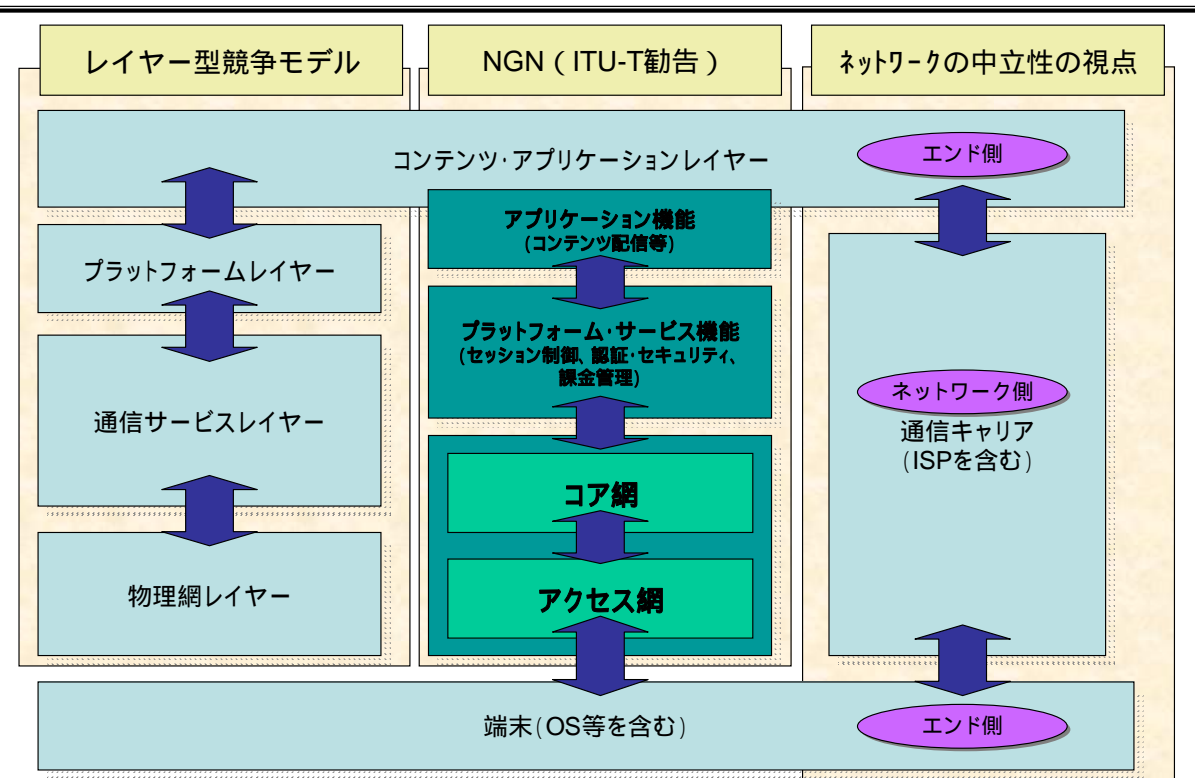 レイヤー型競争モデル
NGN（ITU-T勧告）
ネットワークの中立性の視点
コンテンツ・アプリケーションレイヤー
エンド側
アプリケーション機能
(コンテンツ配信等)
プラットフォームレイヤー
プラットフォーム・サービス機能
(セッション制御、認証・セキュリティ、
課金管理)
通信サービスレイヤー
ネットワーク側
通信キャリア
(ISPを含む)
コア網
物理網レイヤー
アクセス網
端末(OS等を含む)
エンド側